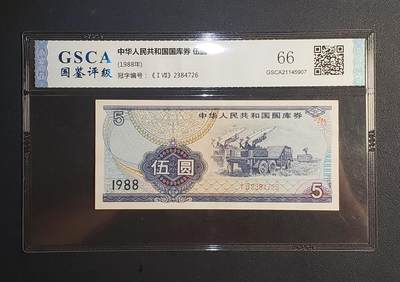 GSCA
国鉴评级
中华人民共和国国库券 伍圆
(1988年)
冠字编号：《I VII》2384726
66
GSCA21145907
5
中华人民共和国国库券
伍圆
1988
5